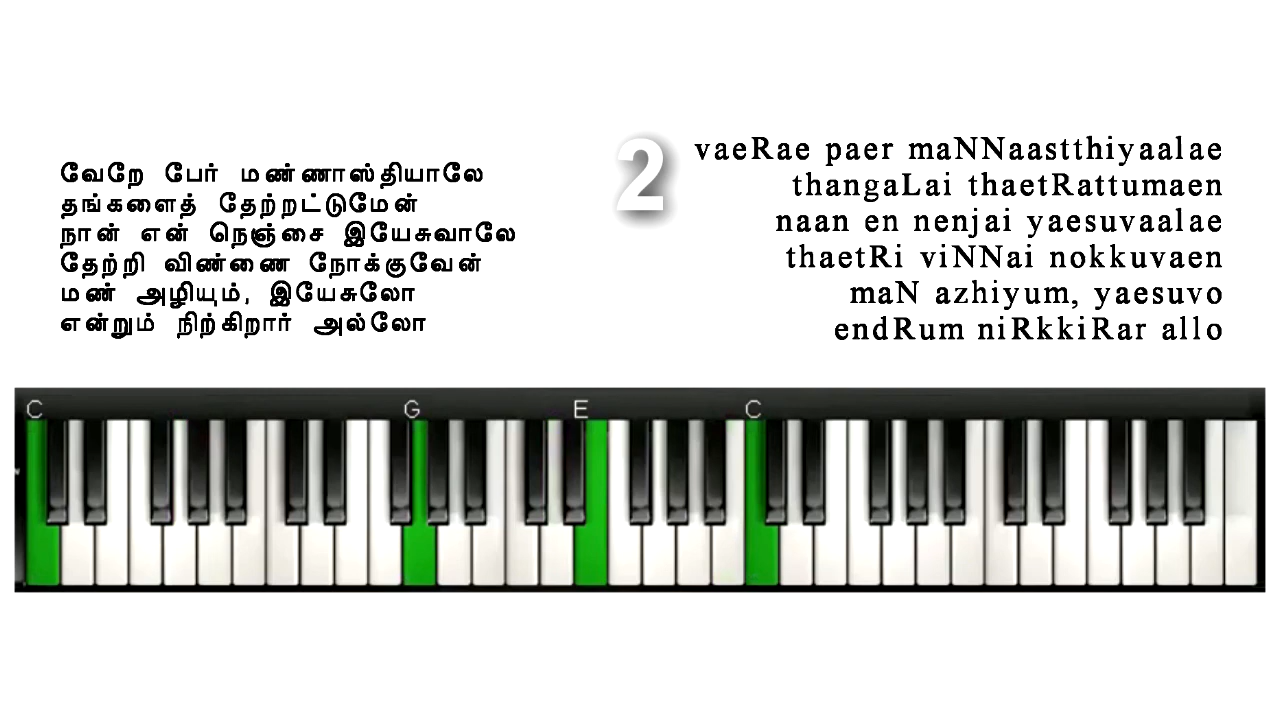 வேறே பேர் மண்ணாஸ்தியாலே
தங்களைத் தேற்றட்டுமேன்
நான் என் நெஞ்சை இயேசுவாலே
தேற்றி விண்ணை நோக்குவேன்
மண் அழியும், இயேசுலோ
என்றும் நிற்கிறார் அல்லோ
2
vaeRae paer maNNaastthiyaalae
thangaLai thaetRattumaen
naan en nenjai yaesuvaalae
thaetRi viNNai nokkuvaen
maN azhiyum, yaesuvo
endRum niRkkiRar allo
C G E C